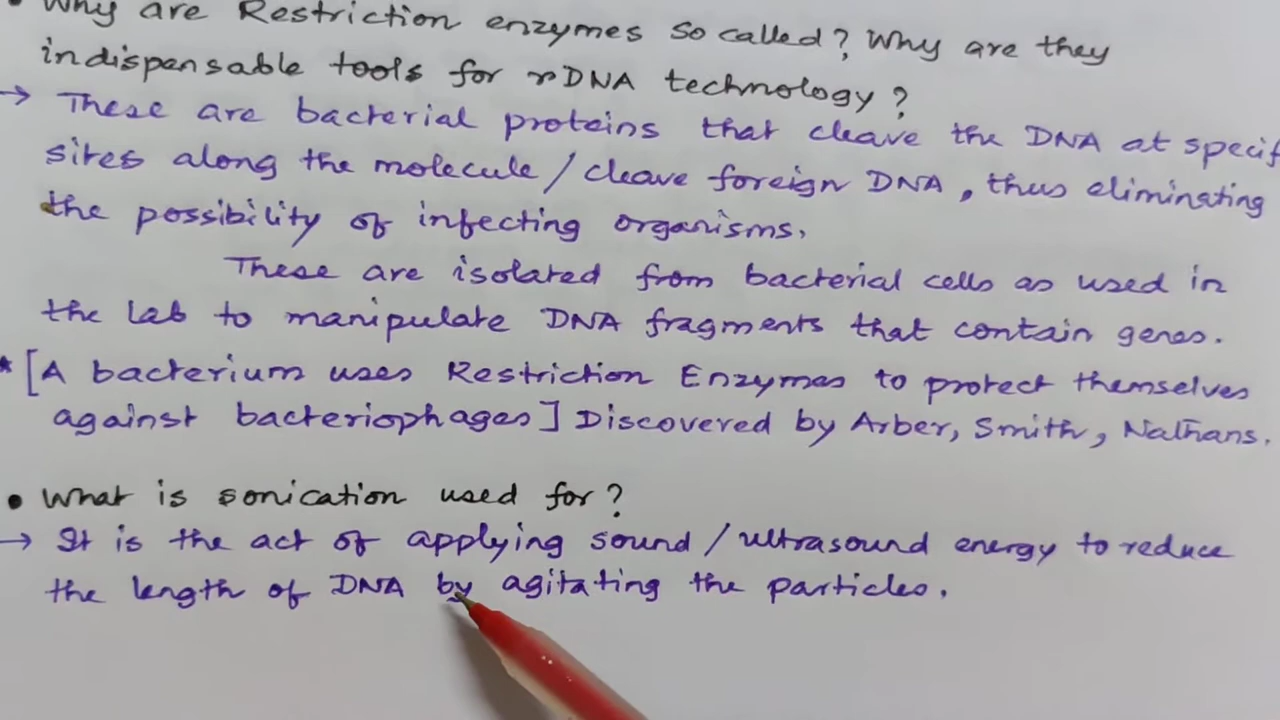 • Why are Restriction enzymes so called? Why are they
indispensable tools for rDNA technology?
→ These are bacterial proteins that cleave the DNA at specif
sites along the molecule / cleave foreign DNA, thus eliminating
the possibility of infecting organisms.
These are isolated from bacterial cells as used in
the lab to manipulate DNA fragments that contain genes.
* [A bacterium uses Restriction Enzymes to protect themselves
against bacteriophages] Discovered by Arber, Smith, Nathans.
• What is sonication used for?
→ It is the act of applying sound / ultrasound energy to reduce
the length of DNA by agitating the particles.